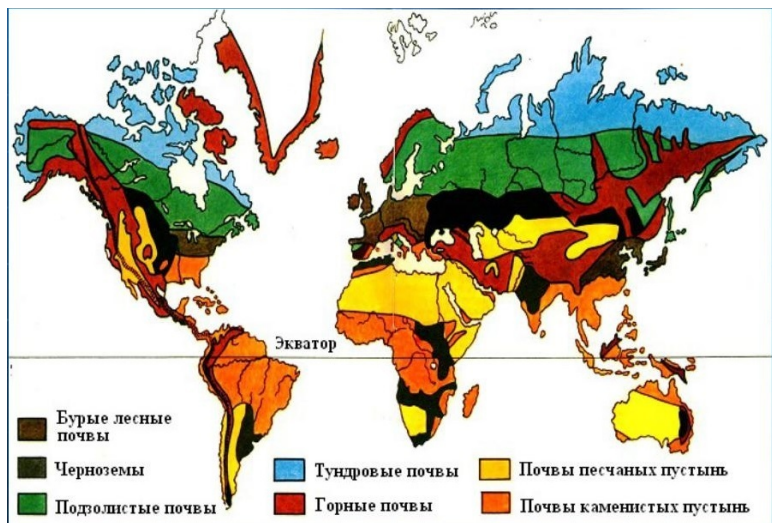 Экватор
Бурые лесные
почвы
Черноземы
Подзолистые почвы
Тундровые почвы
Горные почвы
Почвы песчаных пустынь
Почвы каменистых пустынь